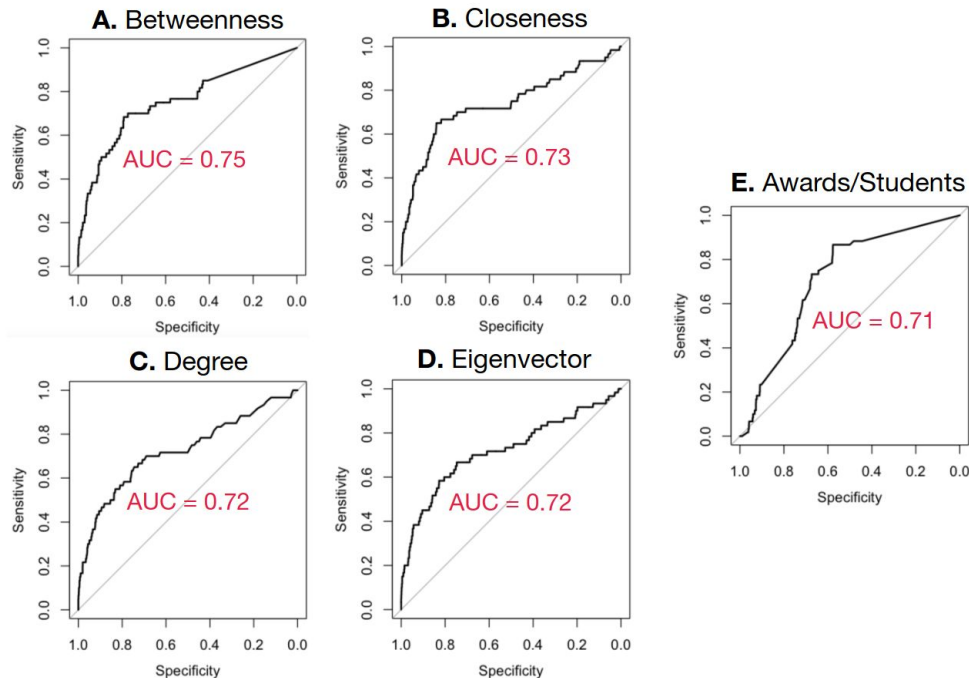 A. Betweenness
Sensitivity
0.0 0.2 0.4 0.6 0.8 1.0
AUC = 0.75
1.0 0.8 0.6 0.4 0.2 0.0
Specificity
B. Closeness
Sensitivity
0.0 0.2 0.4 0.6 0.8 1.0
AUC = 0.73
1.0 0.8 0.6 0.4 0.2 0.0
Specificity
C. Degree
Sensitivity
0.0 0.2 0.4 0.6 0.8 1.0
AUC = 0.72
1.0 0.8 0.6 0.4 0.2 0.0
Specificity
D. Eigenvector
Sensitivity
0.0 0.2 0.4 0.6 0.8 1.0
AUC = 0.72
1.0 0.8 0.6 0.4 0.2 0.0
Specificity
E. Awards/Students
Sensitivity
0.0 0.2 0.4 0.6 0.8 1.0
AUC = 0.71
1.0 0.8 0.6 0.4 0.2 0.0
Specificity